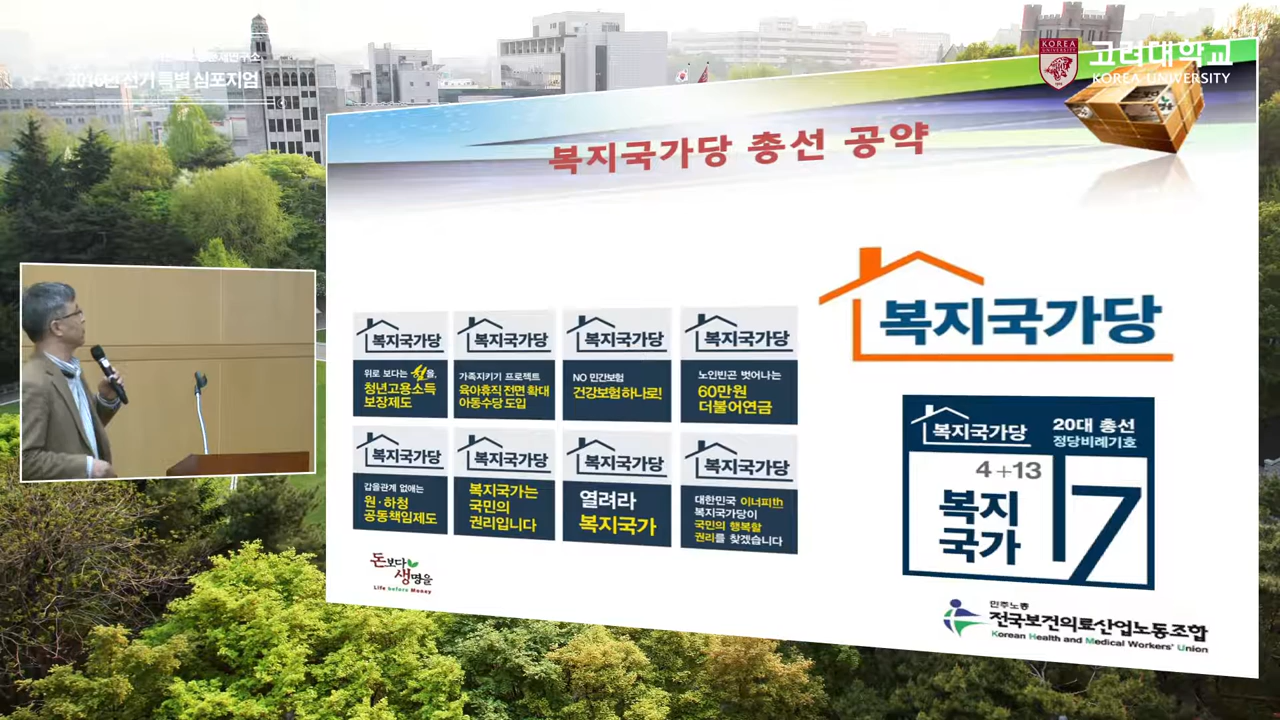 2016년 전기 특별 심포지엄
KOREA
UNIVERSITY
고려대학교
KOREA UNIVERSITY
복지국가당 총선 공약
복지국가당
복지국가당
위로 보다는 쉼을,
청년고용소득
보장제도
복지국가당
가족지키기 프로젝트
육아휴직 전면 확대
아동수당 도입
복지국가당
NO 민간보험
건강보험 하나로!
복지국가당
노인빈곤 벗어나는
60만원
더불어연금
복지국가당
갑을관계 없애는
원·하청
공동책임제도
복지국가당
복지국가는
국민의
권리입니다
복지국가당
열려라
복지국가
복지국가당
대한민국 이너피th
복지국가당이
국민의 행복할
권리를 찾겠습니다
복지국가당
20대 총선
정당비례기호
4+13
복지
국가
17
돈보다
생명을
Life before Money
민주노총
전국보건의료산업노동조합
Korean Health and Medical Workers' Union